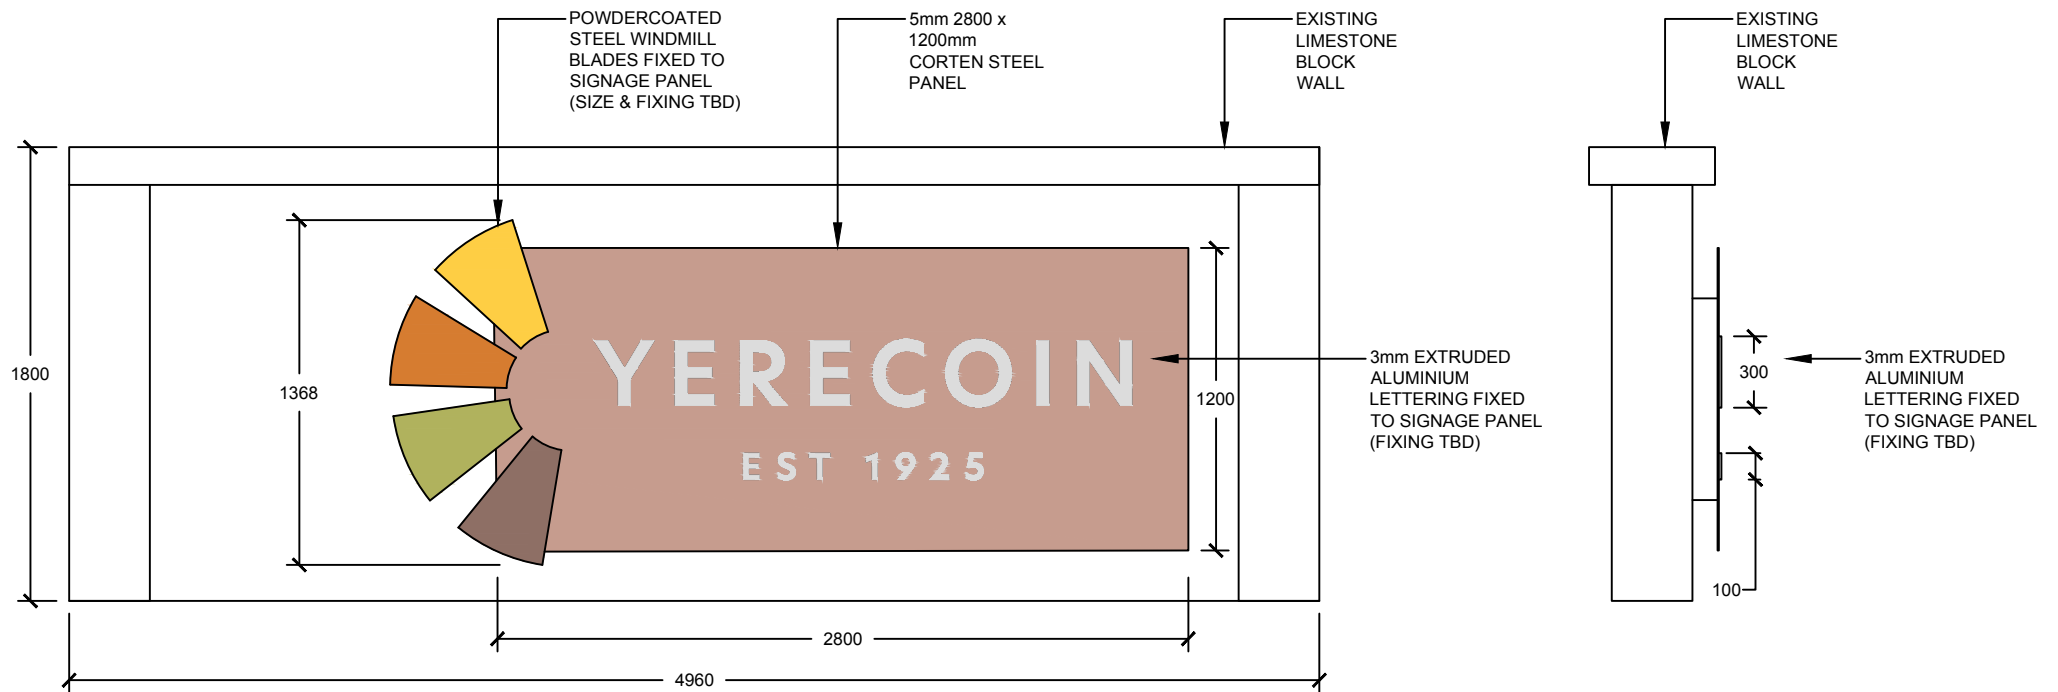 POWDERCOATED
STEEL WINDMILL
BLADES FIXED TO
SIGNAGE PANEL
(SIZE & FIXING TBD)
5mm 2800 x
1200mm
CORTEN STEEL
PANEL
EXISTING
LIMESTONE
BLOCK
WALL
EXISTING
LIMESTONE
BLOCK
WALL
1800
1368
YERECOIN
EST 1925
1200
3mm EXTRUDED
ALUMINIUM
LETTERING FIXED
TO SIGNAGE PANEL
(FIXING TBD)
300
3mm EXTRUDED
ALUMINIUM
LETTERING FIXED
TO SIGNAGE PANEL
(FIXING TBD)
100
2800
4960